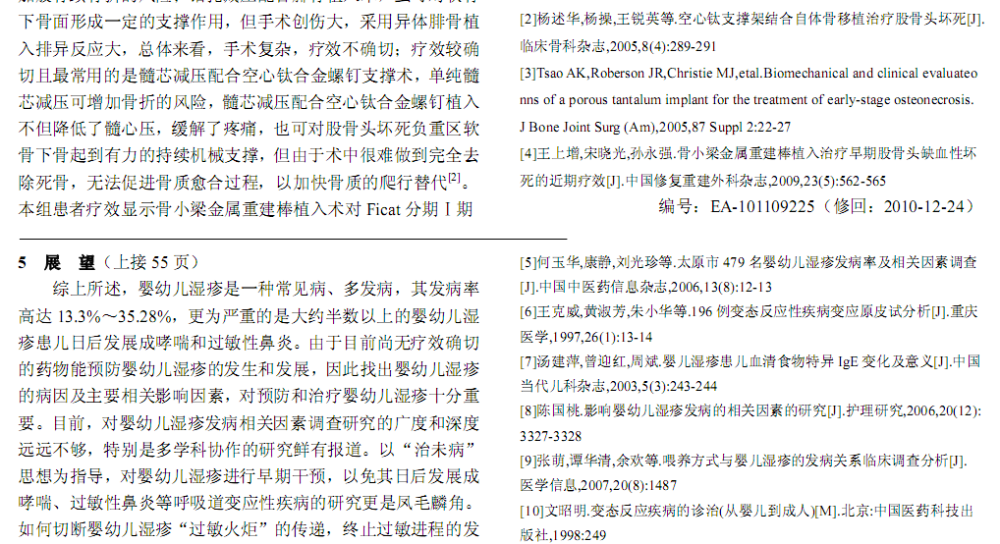 下骨面形成一定的支撑作用，但手术创伤大，采用异体腓骨植
入排异反应大，总体来看，手术复杂，疗效不确切；疗效较确
切且最常用的是髓芯减压配合空心钛合金螺钉支撑术，单纯髓
芯减压可增加骨折的风险，髓芯减压配合空心钛合金螺钉植入
不但降低了髓心压，缓解了疼痛，也可对股骨头坏死负重区软
骨下骨起到有力的持续机械支撑，但由于术中很难做到完全去
除死骨，无法促进骨质愈合过程，以加快骨质的爬行替代[2]。
本组患者疗效显示骨小梁金属重建棒植入术对 Ficat 分期Ⅰ期
[2]杨述华,杨操,王锐英等.空心钛支撑架结合自体骨移植治疗股骨头坏死[J].
临床骨科杂志,2005,8(4):289-291
[3]Tsao AK,Roberson JR,Christie MJ,etal.Biomechanical and clinical evaluateo
nns of a porous tantalum implant for the treatment of early-stage osteonecrosis.
J Bone Joint Surg (Am),2005,87 Suppl 2:22-27
[4]王上增,宋晓光,孙永强.骨小梁金属重建棒植入治疗早期股骨头缺血性坏
死的近期疗效[J].中国修复重建外科杂志,2009,23(5):562-565
编号：EA-101109225（修回：2010-12-24）
5 展 望（上接 55 页）
综上所述，婴幼儿湿疹是一种常见病、多发病，其发病率
高达 13.3%～35.28%，更为严重的是大约半数以上的婴幼儿湿
疹患儿日后发展成哮喘和过敏性鼻炎。由于目前尚无疗效确切
的药物能预防婴幼儿湿疹的发生和发展，因此找出婴幼儿湿疹
的病因及主要相关影响因素，对预防和治疗婴幼儿湿疹十分重
要。目前，对婴幼儿湿疹发病相关因素调查研究的广度和深度
远远不够，特别是多学科协作的研究鲜有报道。以“治未病”
思想为指导，对婴幼儿湿疹进行早期干预，以免其日后发展成
哮喘、过敏性鼻炎等呼吸道变应性疾病的研究更是凤毛麟角。
如何切断婴幼儿湿疹“过敏火炬”的传递，终止过敏进程的发
[5]何玉华,康静,刘光珍等.太原市 479 名婴幼儿湿疹发病率及相关因素调查
[J].中国中医药信息杂志,2006,13(8):12-13
[6]王克威,黄淑芳,朱小华等.196 例变态反应性疾病变应原皮试分析[J].重庆
医学,1997,26(1):13-14
[7]汤建萍,曾迎红,周斌.婴儿湿疹患儿血清食物特异 IgE 变化及意义[J].中国
当代儿科杂志,2003,5(3):243-244
[8]陈国桃.影响婴幼儿湿疹发病的相关因素的研究[J].护理研究,2006,20(12):
3327-3328
[9]张萌,谭华清,余欢等.喂养方式与婴儿湿疹的发病关系临床调查分析[J].
医学信息,2007,20(8):1487
[10]文昭明.变态反应疾病的诊治(从婴儿到成人)[M].北京:中国医药科技出
版社,1998:249